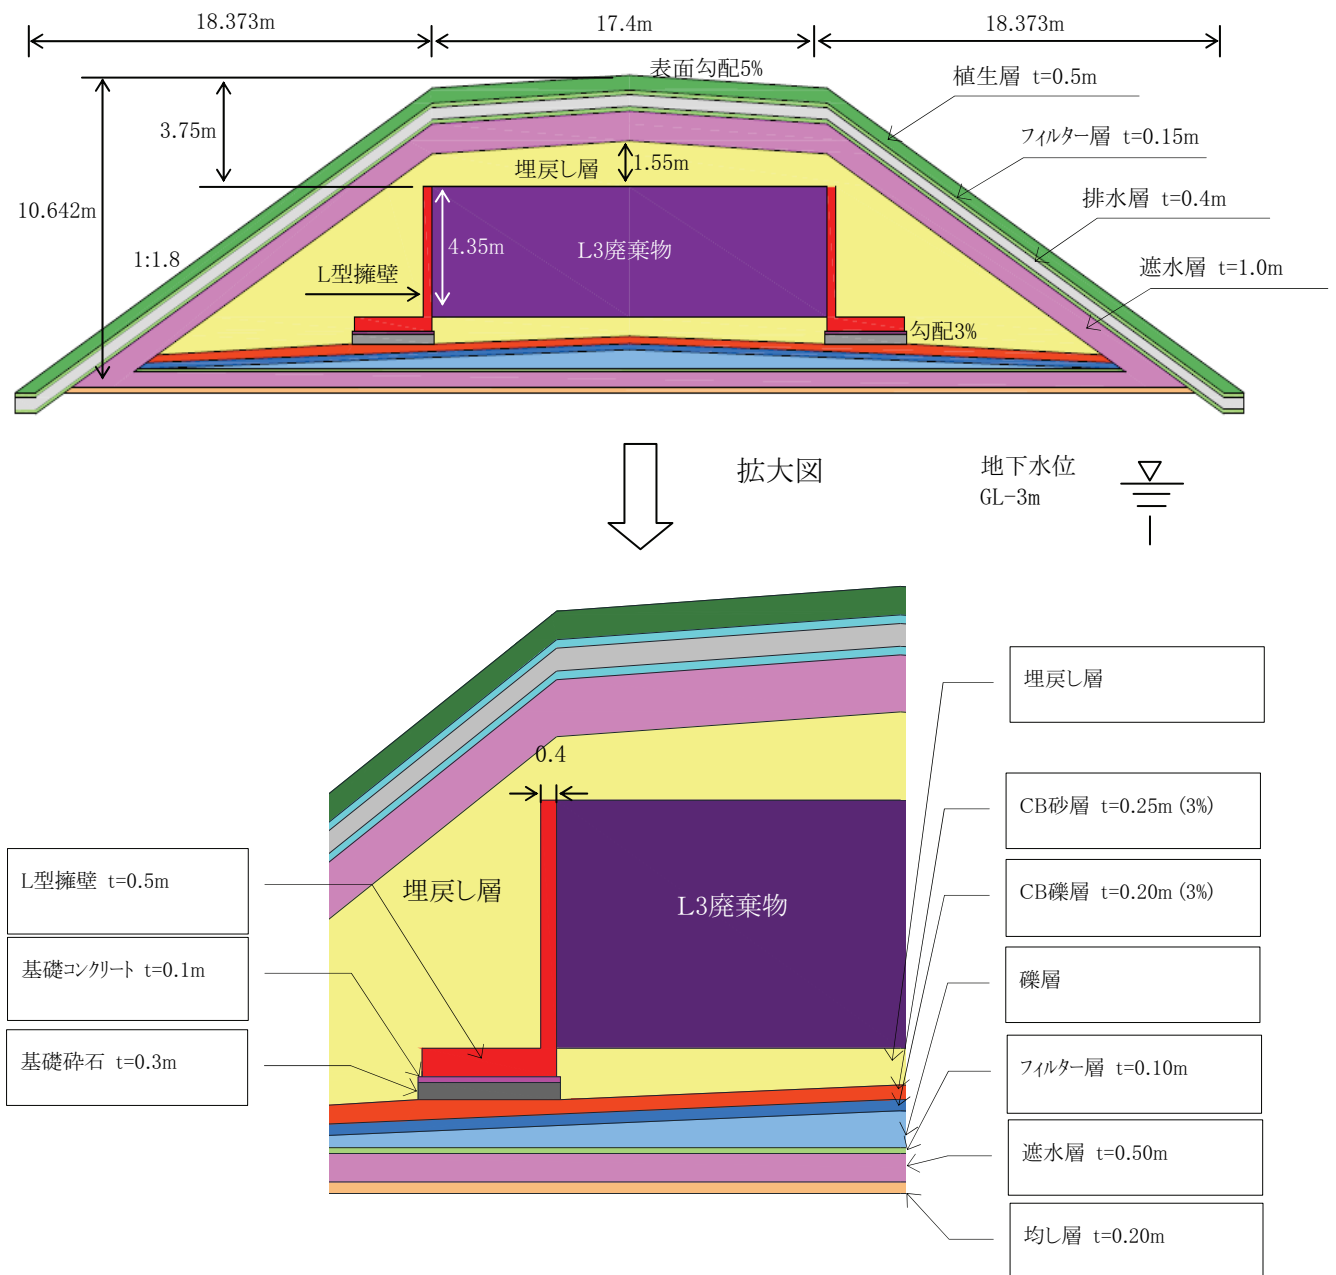 18.373m
17.4m
18.373m
表面勾配5%
植生層 t=0.5m
3.75m
フィルター層 t=0.15m
埋戻し層
1.55m
排水層 t=0.4m
10.642m
4.35m
L3廃棄物
1:1.8
L型擁壁
遮水層 t=1.0m
勾配3%
拡大図
地下水位
GL-3m
埋戻し層
0.4
CB砂層 t=0.25m (3%)
L型擁壁 t=0.5m
埋戻し層
L3廃棄物
CB礫層 t=0.20m (3%)
基礎コンクリート t=0.1m
礫層
基礎砕石 t=0.3m
フィルター層 t=0.10m
遮水層 t=0.50m
均し層 t=0.20m